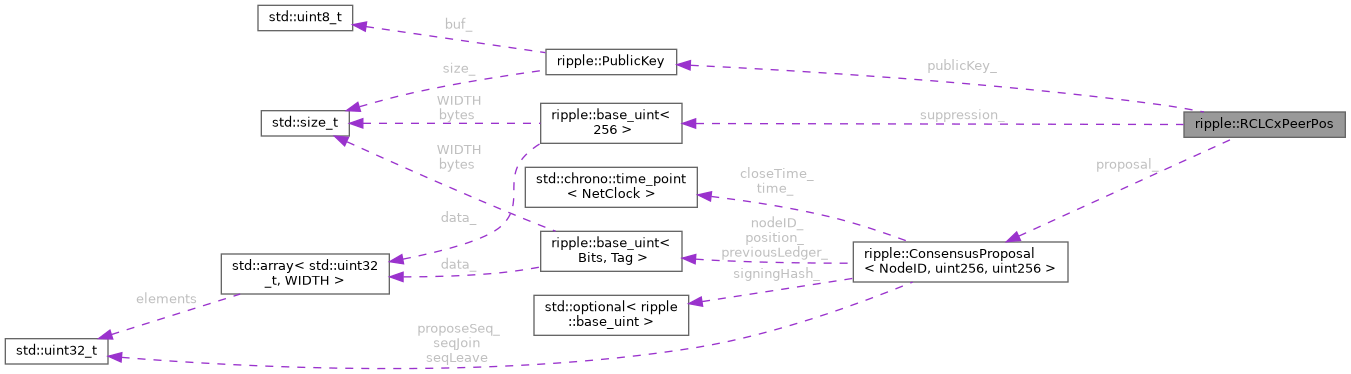 std::uint8_t
buf_
ripple::PublicKey
publicKey_
size_
WIDTH
bytes
std::size_t
ripple::base_uint<
256 >
suppression_
ripple::RCLCxPeerPos
WIDTH
bytes
std::chrono::time_point
< NetClock >
closeTime_
time_
proposal_
data_
nodeID_
position_
previousLedger_
ripple::base_uint<
Bits, Tag >
ripple::ConsensusProposal
< NodeID, uint256, uint256 >
std::array< std::uint32
_t, WIDTH >
data_
signingHash_
elements
std::optional< ripple
::base_uint >
proposeSeq_
seqJoin
seqLeave
std::uint32_t